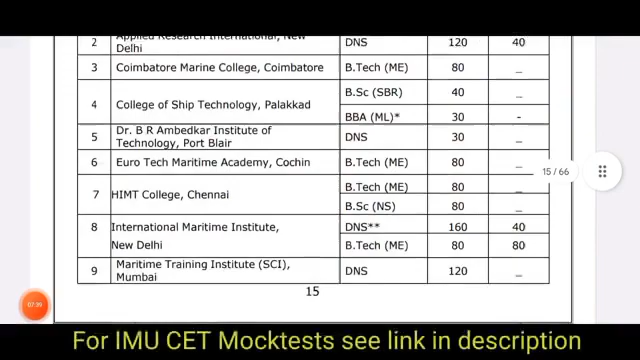 2 Applied Research International, New Delhi DNS 120 40
3 Coimbatore Marine College, Coimbatore B.Tech (ME) 80 _
4 College of Ship Technology, Palakkad B.Sc (SBR) 40 _
BBA (ML)* 30 -
5 Dr. B R Ambedkar Institute of Technology, Port Blair DNS 30 _
6 Euro Tech Maritime Academy, Cochin B.Tech (ME) 80 _
7 HIMT College, Chennai B.Tech (ME) 80 _
B.Sc (NS) 80 _
8 International Maritime Institute, DNS** 160 40
New Delhi B.Tech (ME) 80 80
9 Maritime Training Institute (SCI), Mumbai DNS 120 _
15
15 / 66
07:39
For IMU CET Mocktests see link in description